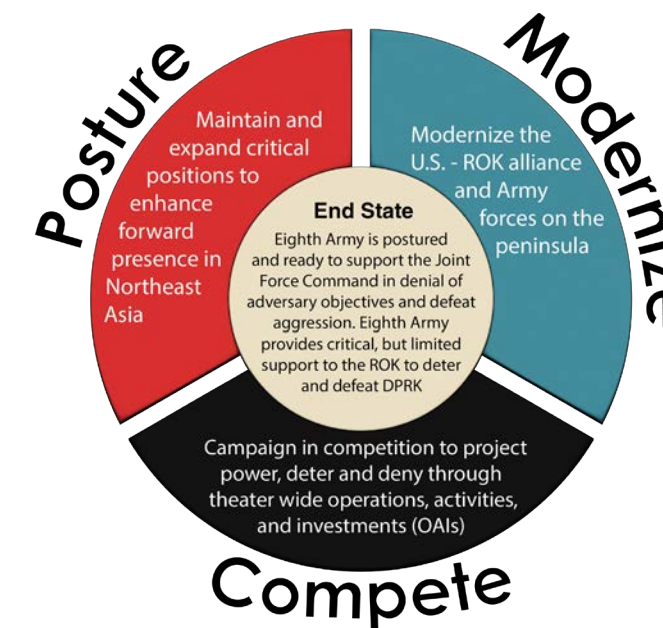 Posture
Maintain and
expand critical
positions to
enhance
forward
presence in
Northeast
Asia
Modernize
Modernize the
U.S. - ROK alliance
and Army
forces on the
peninsula
End State
Eighth Army is postured
and ready to support the Joint
Force Command in denial of
adversary objectives and defeat
aggression. Eighth Army
provides critical, but limited
support to the ROK to deter
and defeat DPRK
Campaign in competition to project
power, deter and deny through
theater wide operations, activities,
and investments (OAIs)
Compete